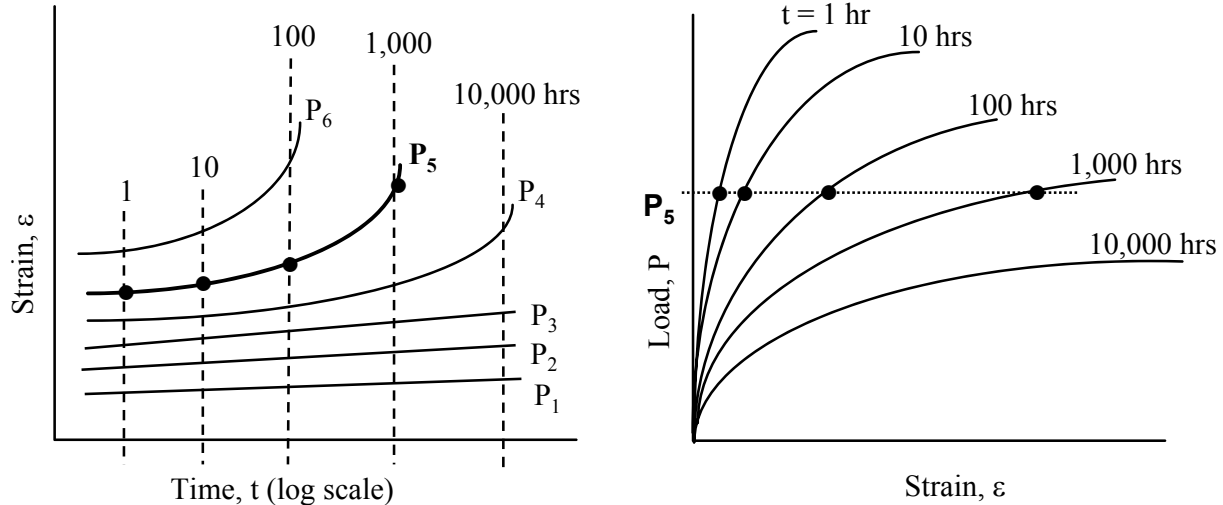 Strain, ε
1
10
100
1,000
10,000 hrs
P₆
P₅
P₄
P₃
P₂
P₁
Time, t (log scale)
Load, P
P₅
t = 1 hr
10 hrs
100 hrs
1,000 hrs
10,000 hrs
Strain, ε